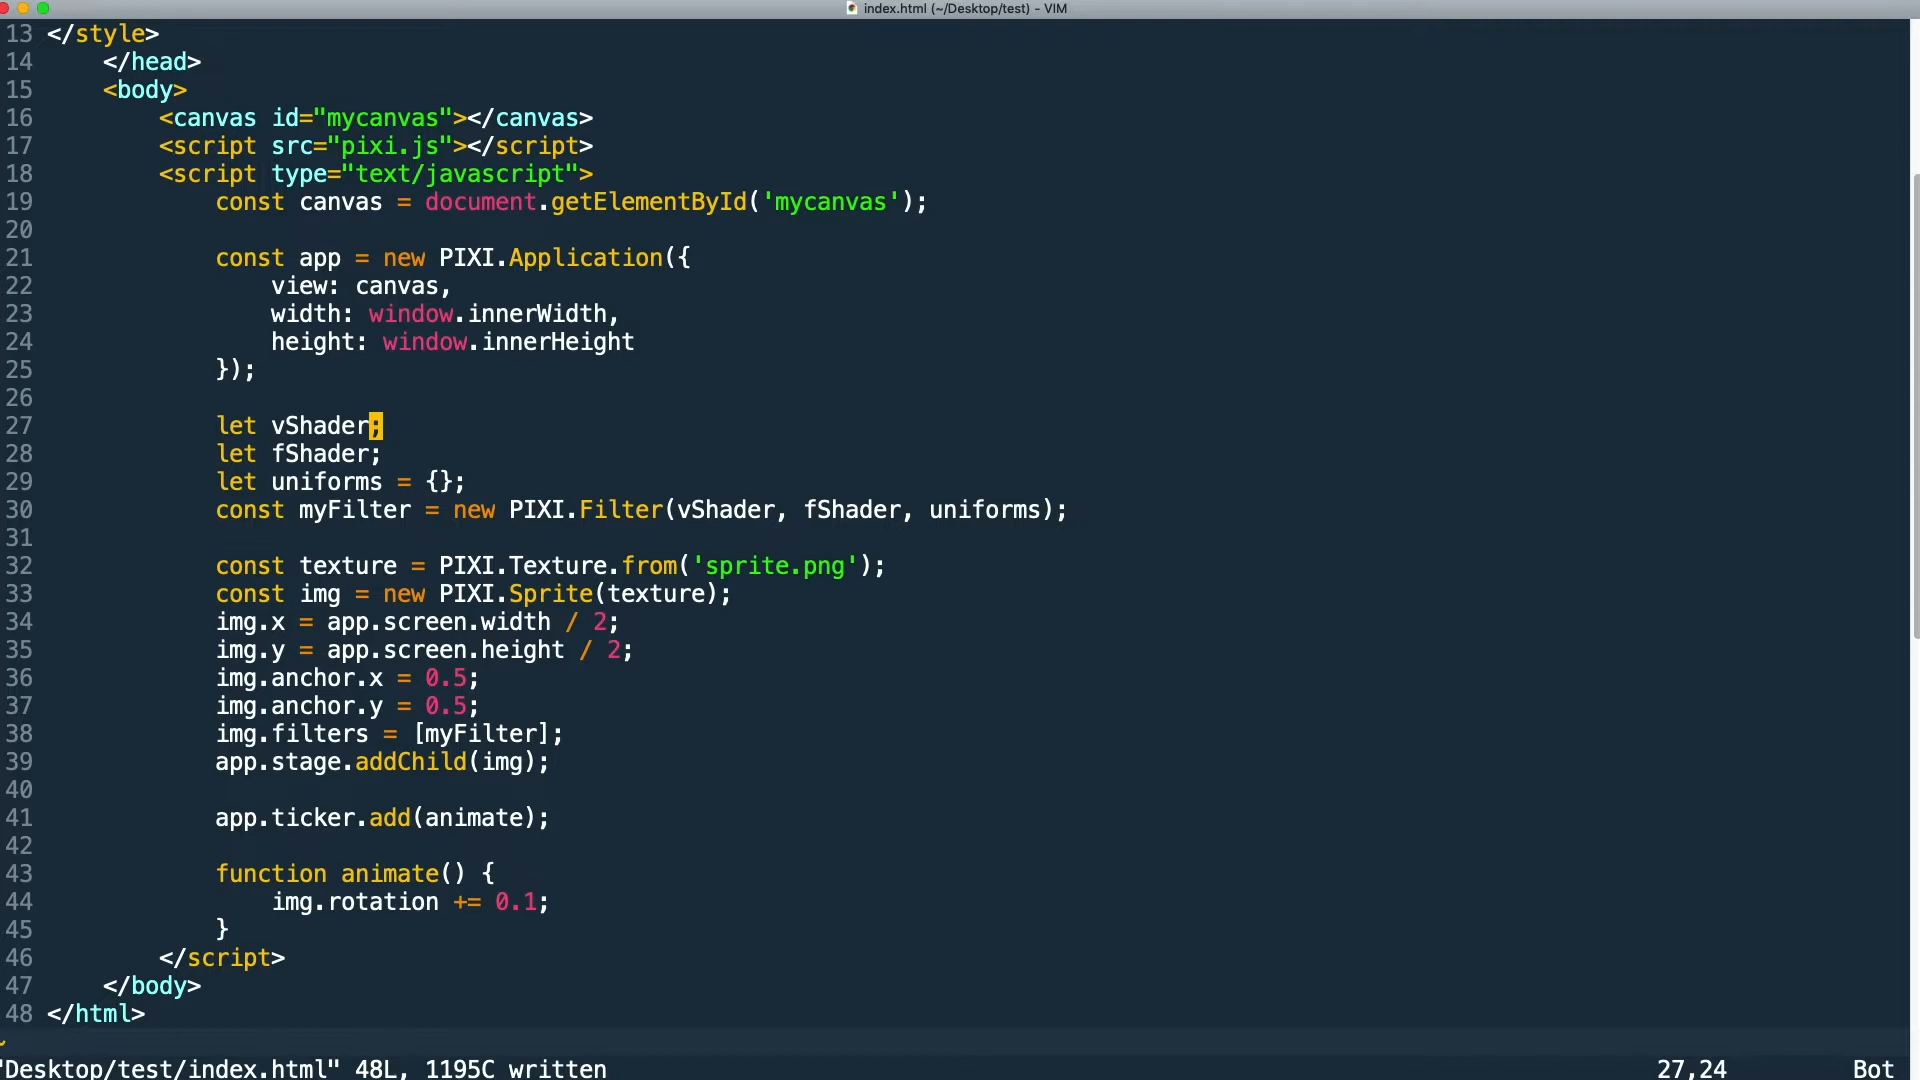 index.html (~/Desktop/test) - VIM
13 </style>
14     </head>
15     <body>
16         <canvas id="mycanvas"></canvas>
17         <script src="pixi.js"></script>
18         <script type="text/javascript">
19             const canvas = document.getElementById('mycanvas');
20
21             const app = new PIXI.Application({
22                 view: canvas,
23                 width: window.innerWidth,
24                 height: window.innerHeight
25             });
26
27             let vShader;
28             let fShader;
29             let uniforms = {};
30             const myFilter = new PIXI.Filter(vShader, fShader, uniforms);
31
32             const texture = PIXI.Texture.from('sprite.png');
33             const img = new PIXI.Sprite(texture);
34             img.x = app.screen.width / 2;
35             img.y = app.screen.height / 2;
36             img.anchor.x = 0.5;
37             img.anchor.y = 0.5;
38             img.filters = [myFilter];
39             app.stage.addChild(img);
40
41             app.ticker.add(animate);
42
43             function animate() {
44                 img.rotation += 0.1;
45             }
46         </script>
47     </body>
48 </html>
~
"Desktop/test/index.html" 48L, 1195C written 27,24 Bot